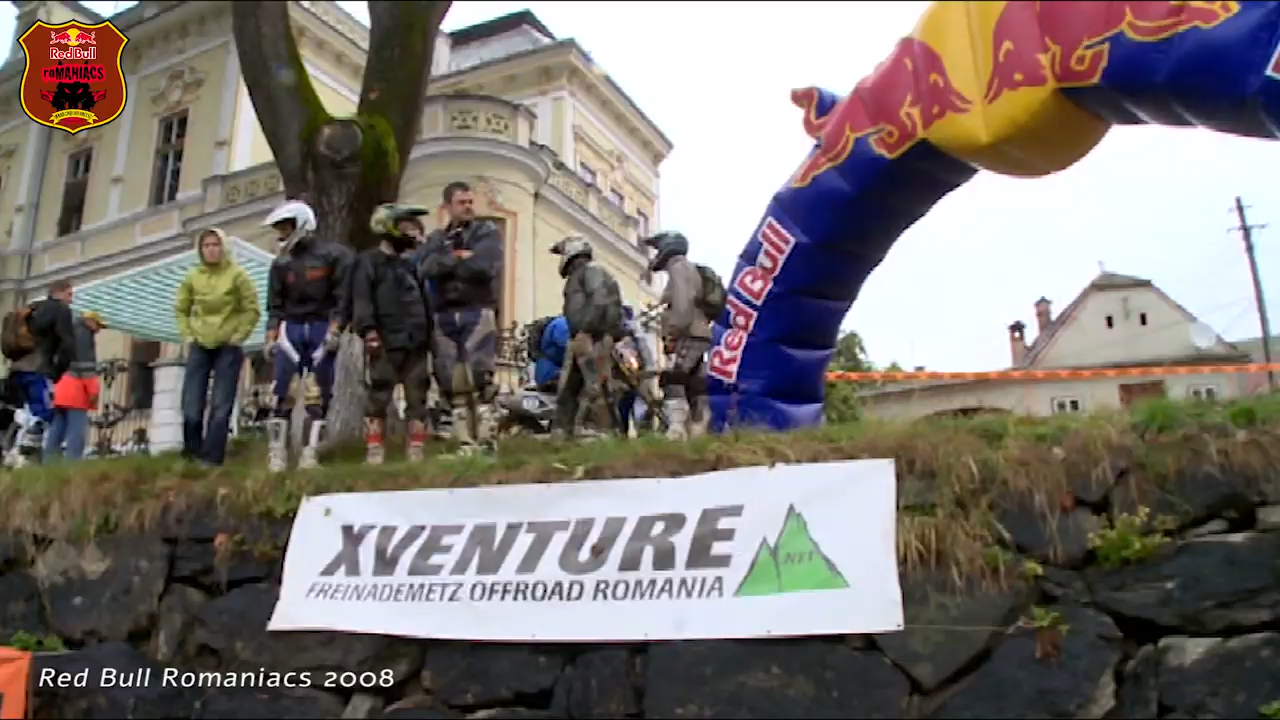 Red Bull
roMANIACS
Red Bull
XVENTURE
FREINADEMETZ OFFROAD ROMANIA
.NET
Red Bull Romaniacs 2008